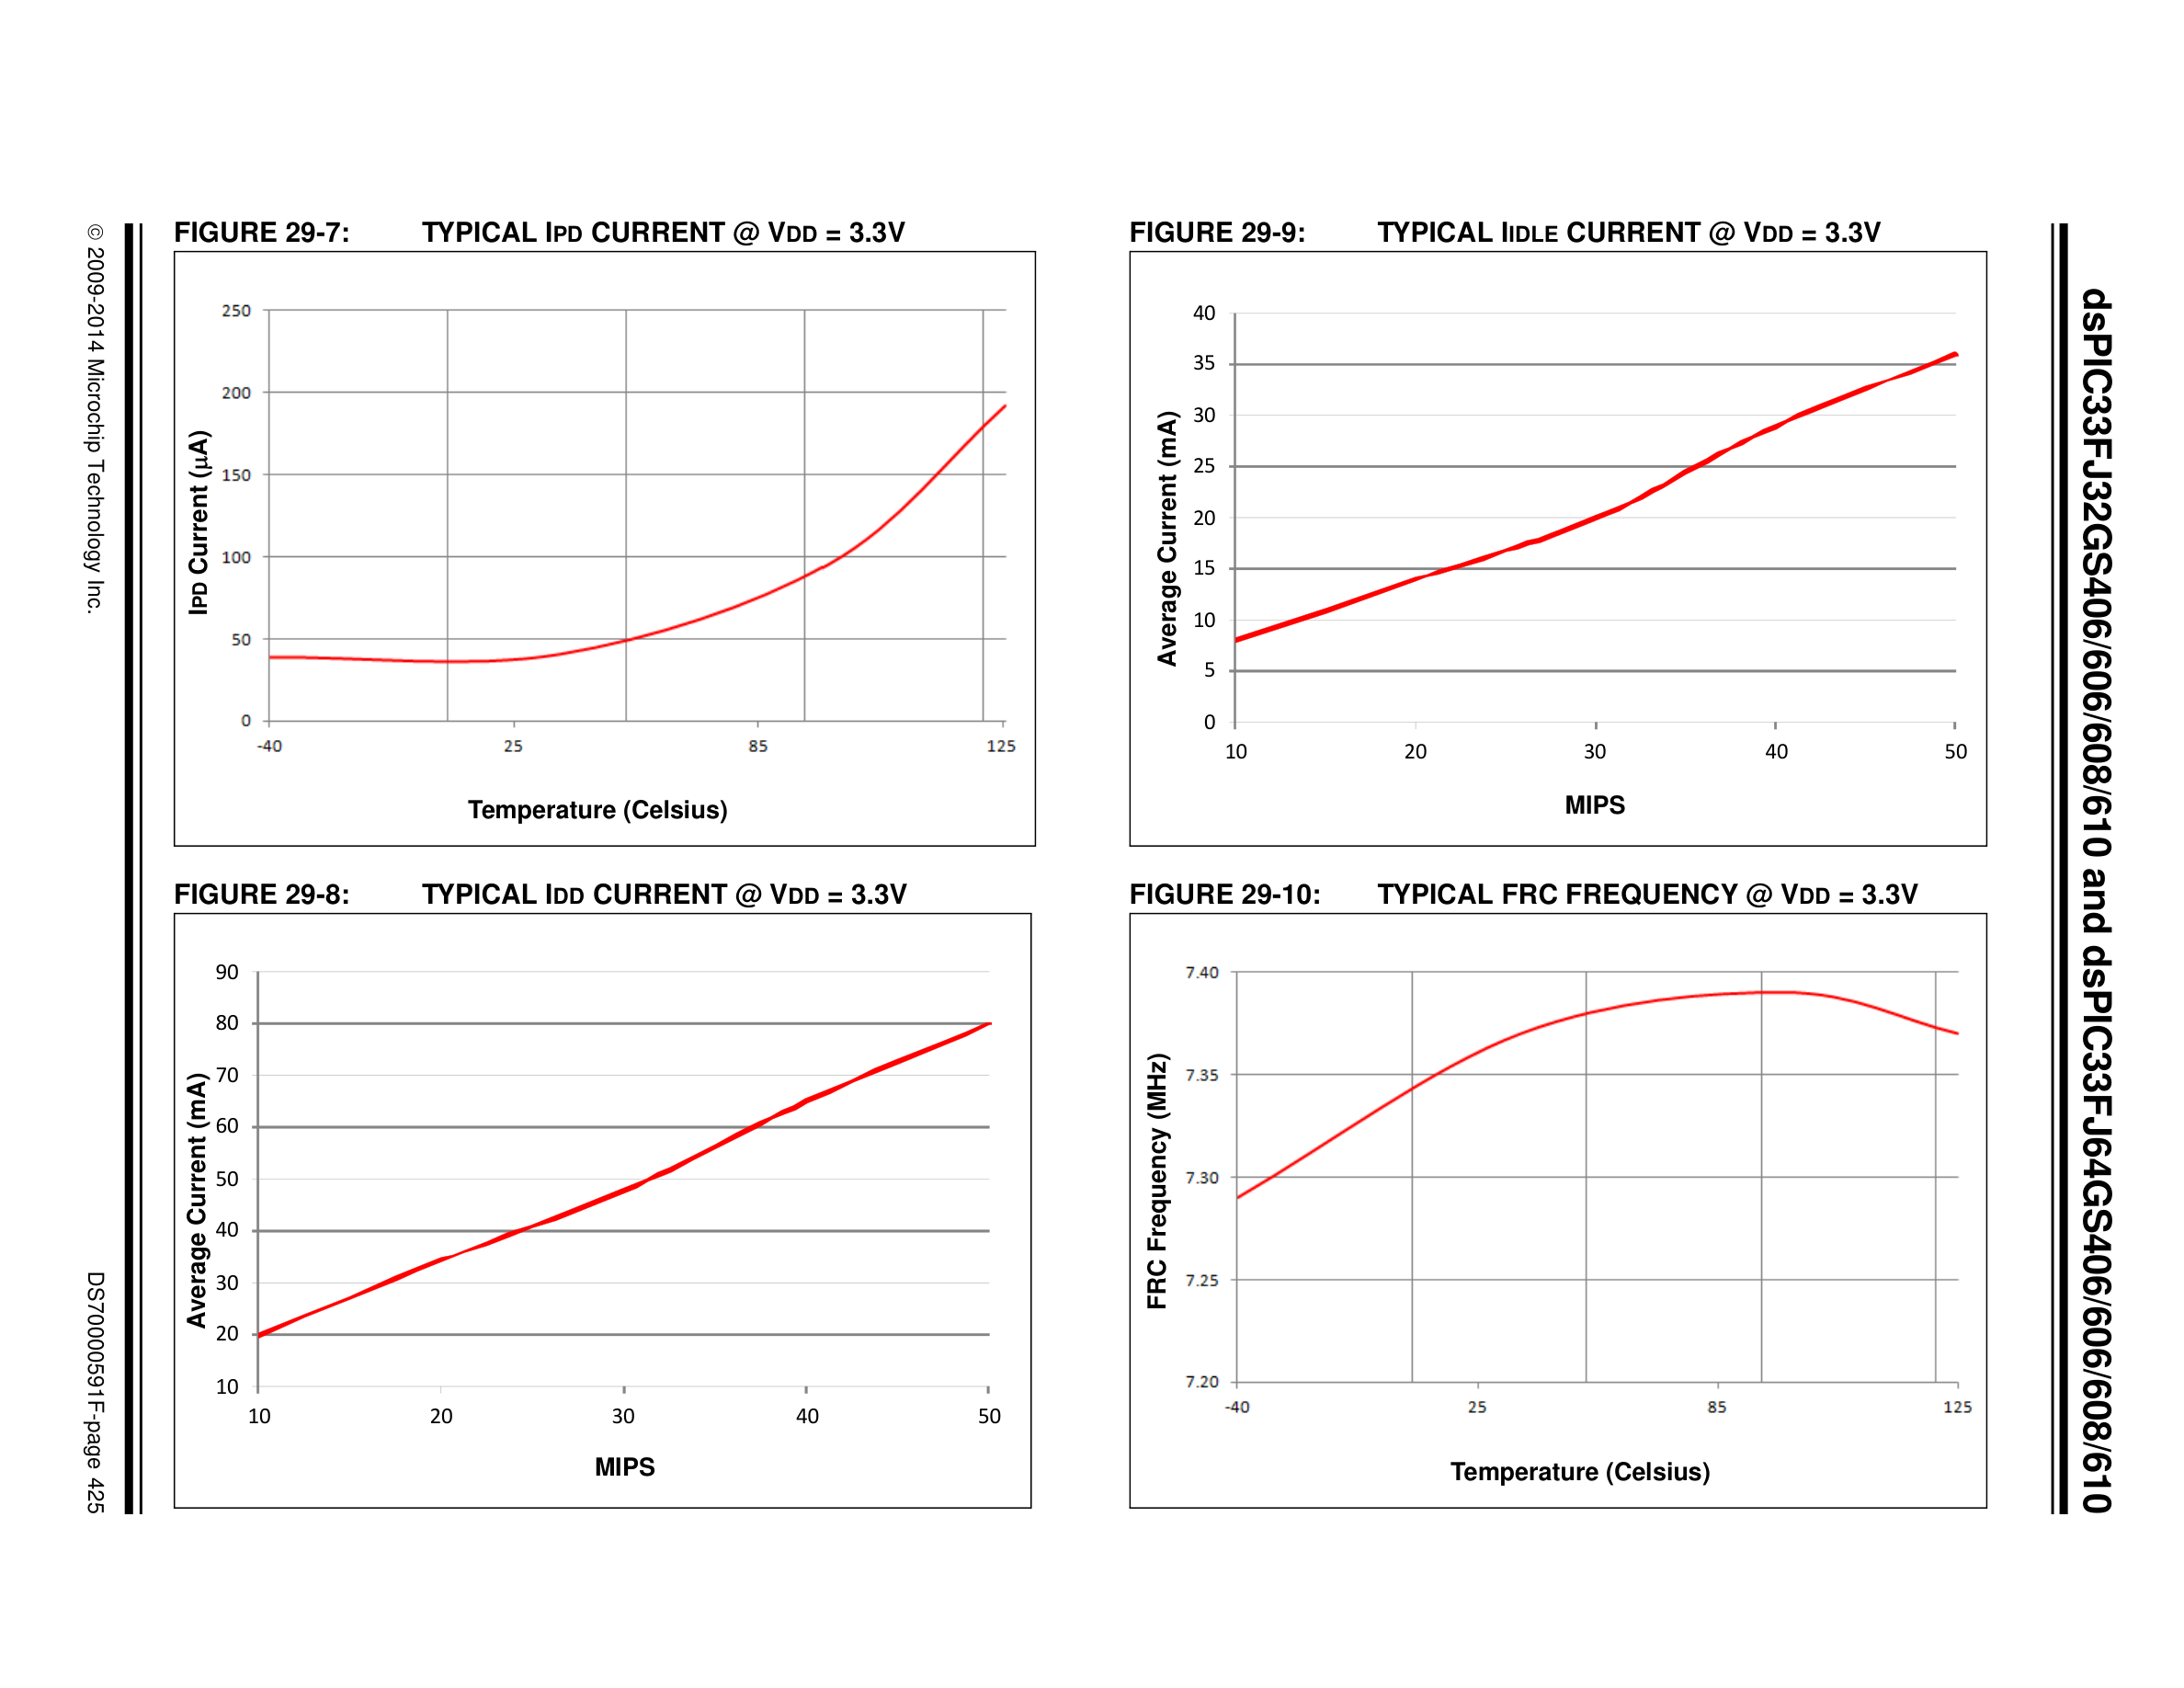 FIGURE 29-7: TYPICAL IPD CURRENT @ VDD = 3.3V
250
200
150
100
50
0
-40 25 85 125
IPD Current (µA)
Temperature (Celsius)
FIGURE 29-8: TYPICAL IDD CURRENT @ VDD = 3.3V
90
80
70
60
50
40
30
20
10
10 20 30 40 50
Average Current (mA)
MIPS
FIGURE 29-9: TYPICAL IIDLE CURRENT @ VDD = 3.3V
40
35
30
25
20
15
10
5
0
10 20 30 40 50
Average Current (mA)
MIPS
FIGURE 29-10: TYPICAL FRC FREQUENCY @ VDD = 3.3V
7.40
7.35
7.30
7.25
7.20
-40 25 85 125
FRC Frequency (MHz)
Temperature (Celsius)
dsPIC33FJ32GS406/606/608/610 and dsPIC33FJ64GS406/606/608/610
© 2009-2014 Microchip Technology Inc.
DS70000591F-page 425